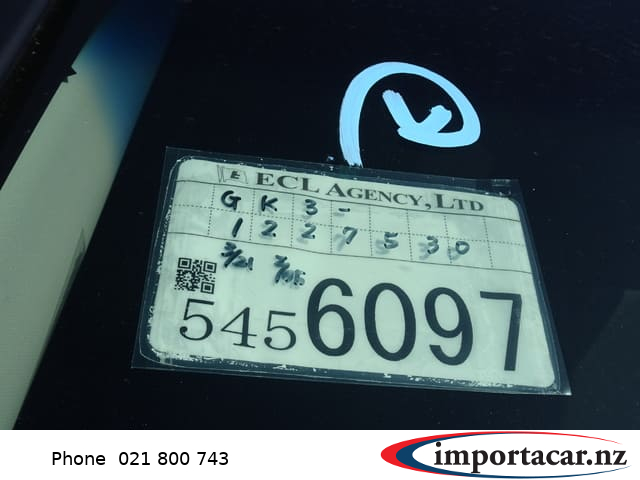 ECL AGENCY, LTD
G K 3 -
1 2 2 7 5 3 0
545 6097
Phone 021 800 743
importacar.nz